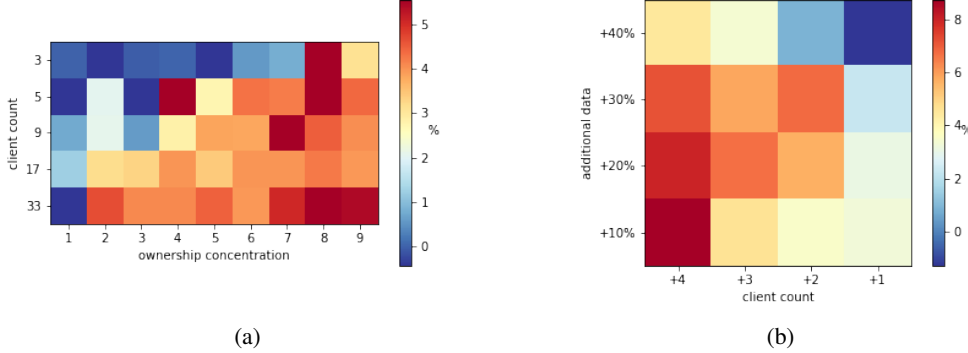 3
5
9
17
33
client count
1 2 3 4 5 6 7 8 9
ownership concentration
5
4
3
2
1
0
%
(a)
+40%
+30%
+20%
+10%
additional data
+4 +3 +2 +1
client count
8
6
4
2
0
%
(b)